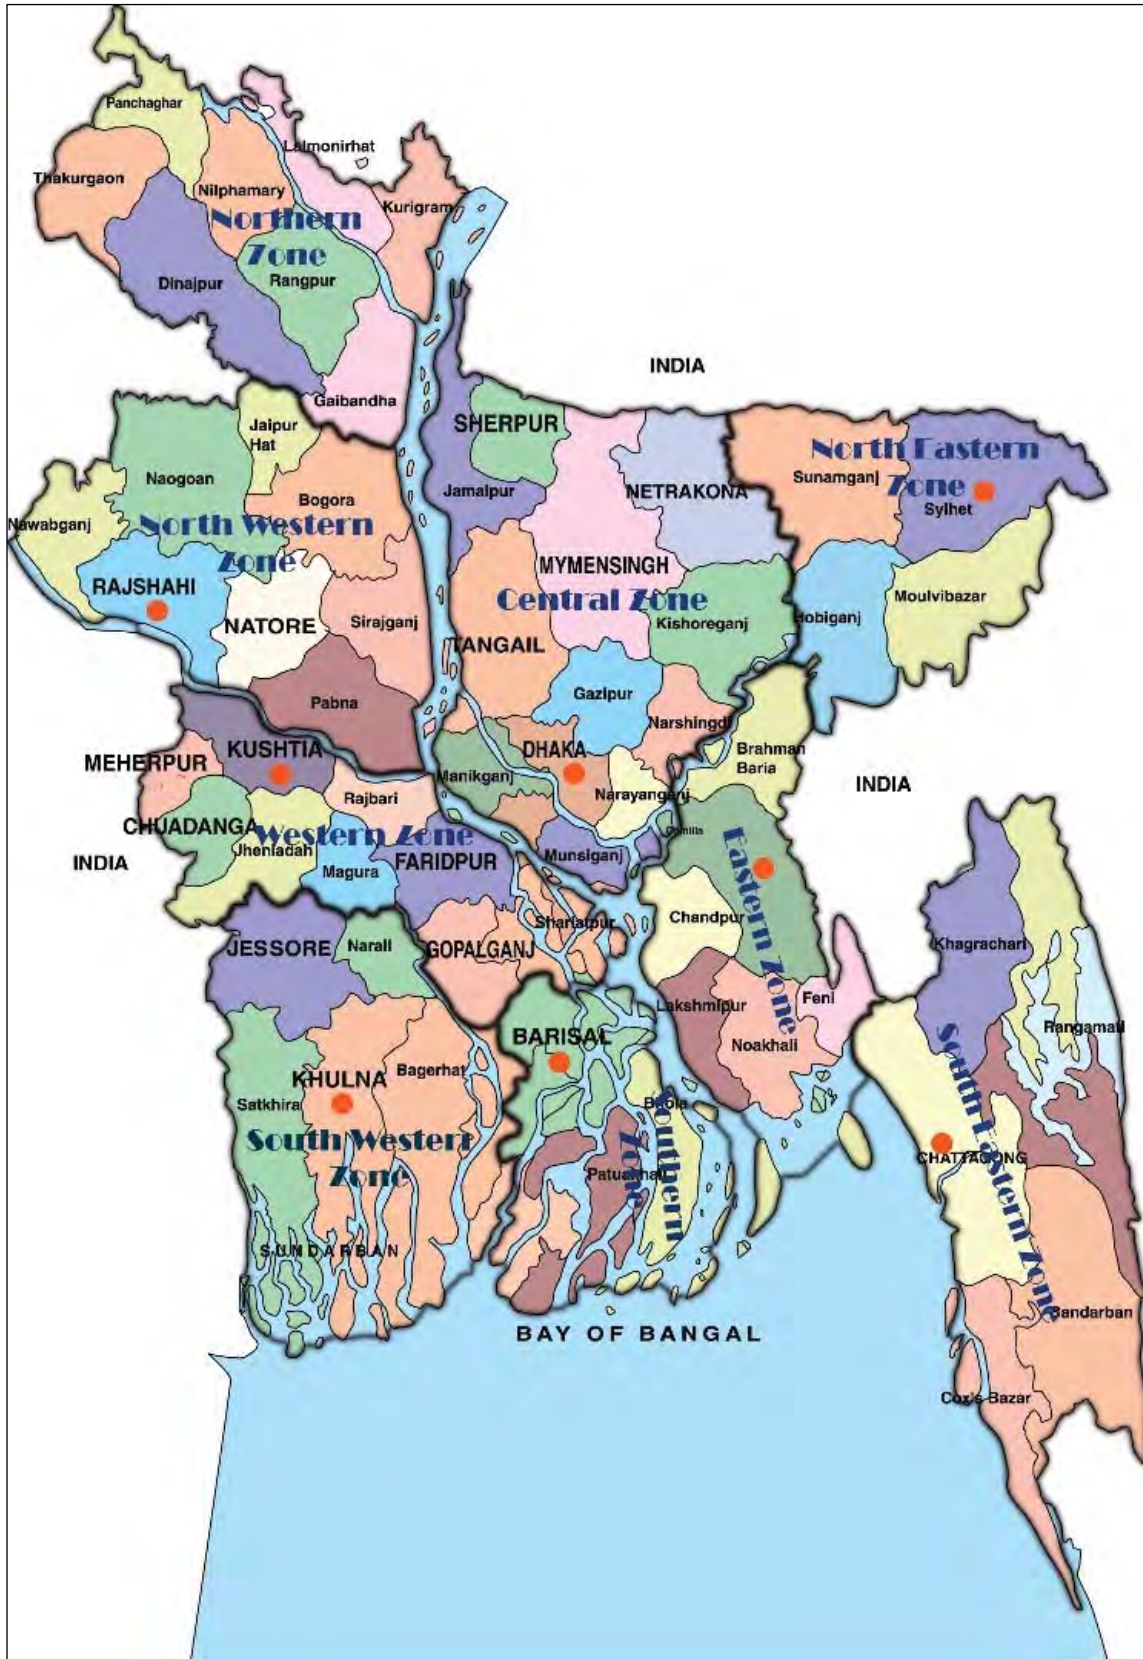 Panchaghar
Lalmonirhat
Thakurgaon
Nilphamary
Kurigram
Northern
Zone
Dinajpur
Rangpur
INDIA
Gaibandha
Jaipur
Hat
SHERPUR
North Eastern
Zone
Naogoan
Bogora
Jamalpur
NETRAKONA
Sunamganj
Sylhet
Nawabganj
North Western
Zone
MYMENSINGH
RAJSHAHI
Central Zone
Moulvibazar
NATORE
Sirajganj
Kishoreganj
Hobiganj
TANGAIL
Pabna
Gazipur
Narshingdi
MEHERPUR
KUSHTIA
DHAKA
Brahman
Baria
Manikganj
INDIA
Rajbari
Narayanganj
CHUADANGA
Western Zone
Comilla
Jheniadah
INDIA
Magura
FARIDPUR
Munsiganj
Eastern Zone
Chandpur
Shariatpur
JESSORE
Narail
GOPALGANJ
Khagrachari
Lakshmipur
Feni
Rangamati
BARISAL
Noakhali
Bagerhat
KHULNA
Satkhira
Bhola
South Western
Zone
Southern
Zone
Patuakhali
CHATTAGONG
South Eastern Zone
SUNDARBAN
Bandarban
BAY OF BANGAL
Cox's Bazar